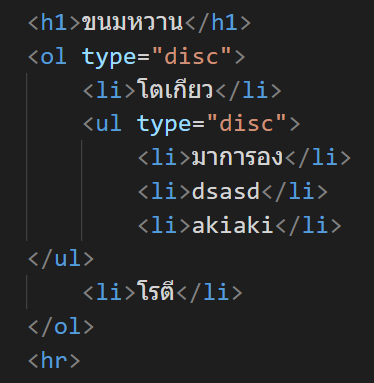 <h1>ขนมหวาน</h1>
<ol type="disc">
<li>โตเกียว</li>
<ul type="disc">
<li>มาการอง</li>
<li>dsasd</li>
<li>akiaki</li>
</ul>
<li>โรตี</li>
</ol>
<hr>